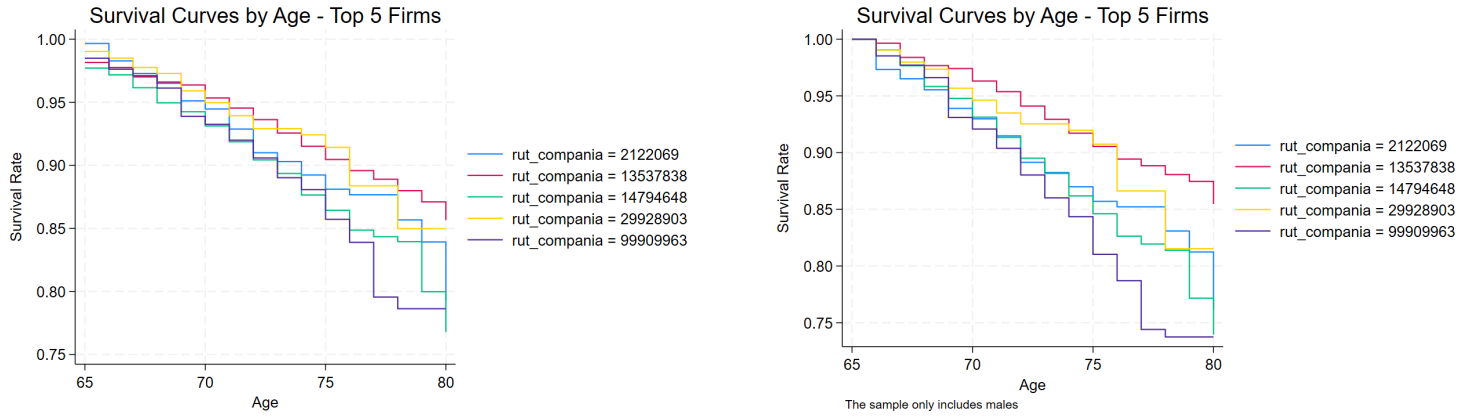 Survival Curves by Age - Top 5 Firms
Survival Rate
1.00
0.95
0.90
0.85
0.80
0.75
65
70
75
80
Age
rut_compania = 2122069
rut_compania = 13537838
rut_compania = 14794648
rut_compania = 29928903
rut_compania = 99909963
Survival Curves by Age - Top 5 Firms
Survival Rate
1.00
0.95
0.90
0.85
0.80
0.75
65
70
75
80
Age
The sample only includes males
rut_compania = 2122069
rut_compania = 13537838
rut_compania = 14794648
rut_compania = 29928903
rut_compania = 99909963